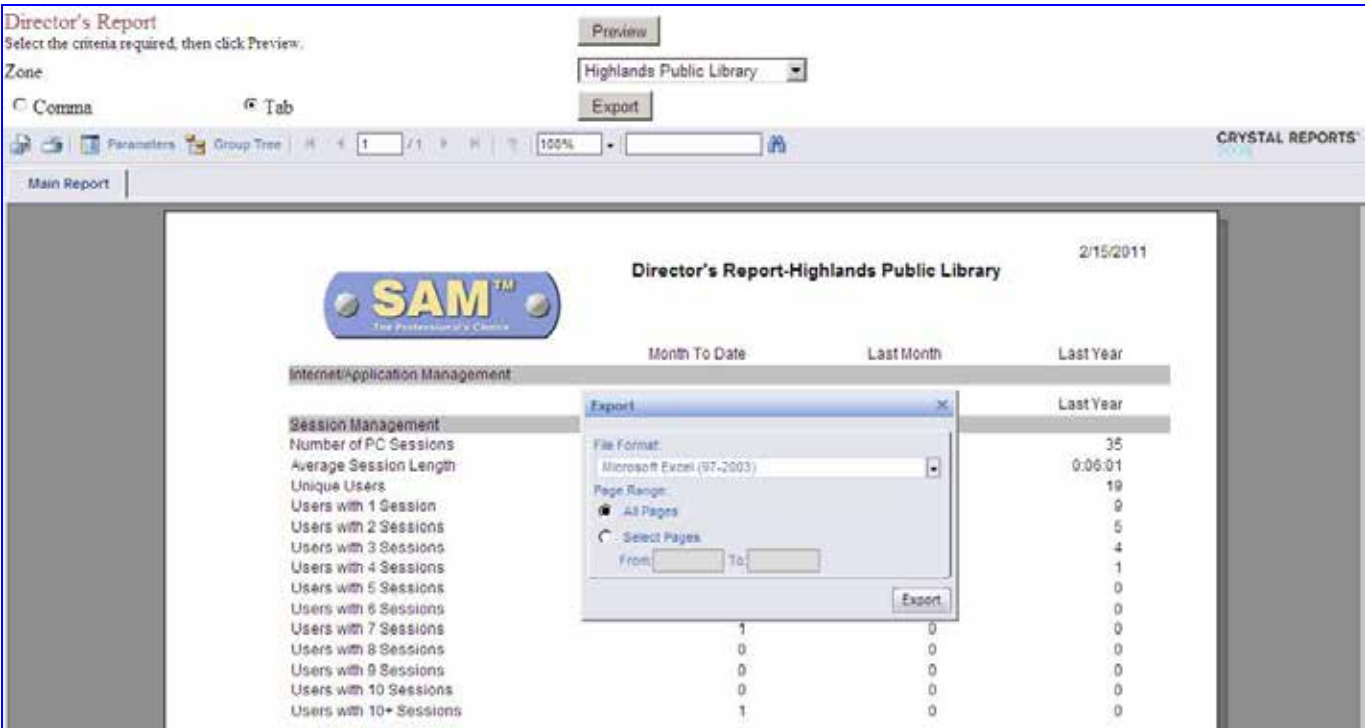 Director's Report
Select the criteria required, then click Preview.
Preview
Zone
Highlands Public Library
Comma Tab
Export
Parameters Group Tree 1 /1 100%
CRYSTAL REPORTS
2008
Main Report
2/15/2011
Director's Report-Highlands Public Library
SAM™
The Professional's Choice
Month To Date Last Month Last Year
Internet/Application Management
Last Year
Session Management
Number of PC Sessions 35
Average Session Length 0:06:01
Unique Users 19
Users with 1 Session 9
Users with 2 Sessions 5
Users with 3 Sessions 4
Users with 4 Sessions 1
Users with 5 Sessions 0
Users with 6 Sessions 0
Users with 7 Sessions 1 0 0
Users with 8 Sessions 0 0 0
Users with 9 Sessions 0 0 0
Users with 10 Sessions 0 0 0
Users with 10+ Sessions 1 0 0
Export
File Format:
Microsoft Excel (97-2003)
Page Range:
All Pages
Select Pages
From: To:
Export